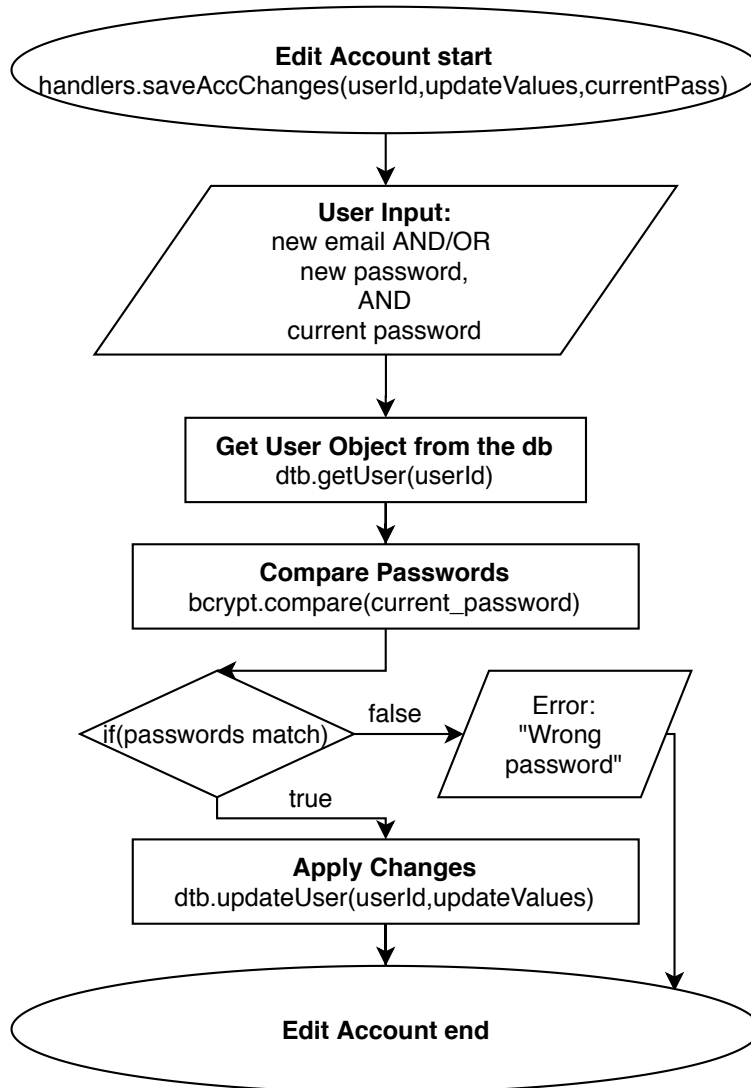 Edit Account start
handlers.saveAccChanges(userId,updateValues,currentPass)
User Input:
new email AND/OR
new password,
AND
current password
Get User Object from the db
dtb.getUser(userId)
Compare Passwords
bcrypt.compare(current_password)
if(passwords match)
false
Error:
"Wrong
password"
true
Apply Changes
dtb.updateUser(userId,updateValues)
Edit Account end